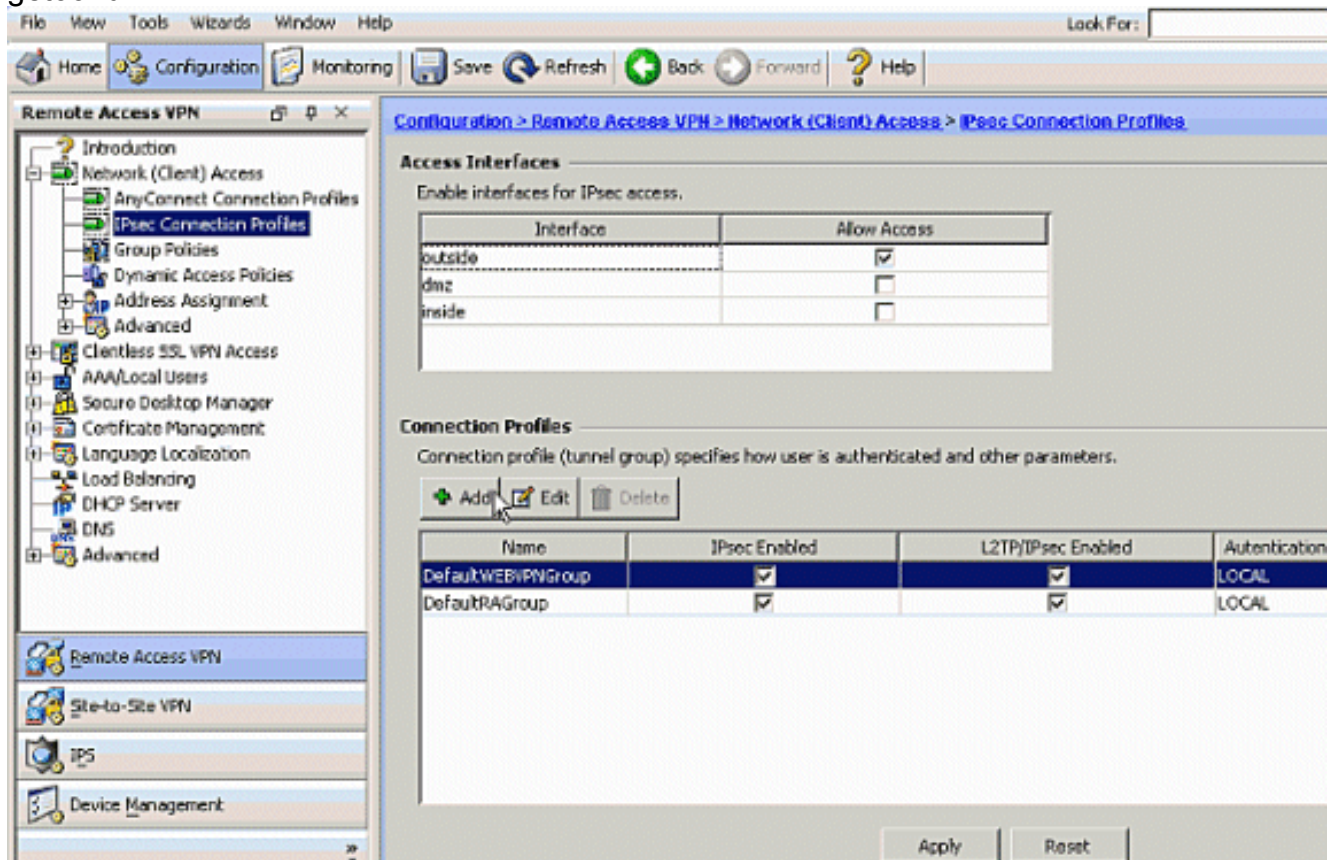 File View Tools Wizards Window Help Look For:
Home Configuration Monitoring Save Refresh Back Forward Help
Remote Access VPN
Introduction
Network (Client) Access
AnyConnect Connection Profiles
IPsec Connection Profiles
Group Policies
Dynamic Access Policies
Address Assignment
Advanced
Clientless SSL VPN Access
AAA/Local Users
Secure Desktop Manager
Certificate Management
Language Localization
Load Balancing
DHCP Server
DNS
Advanced
Remote Access VPN
Site-to-Site VPN
IPS
Device Management
Configuration > Remote Access VPN > Network (Client) Access > IPsec Connection Profiles
Access Interfaces
Enable interfaces for IPsec access.
Interface Allow Access
outside
dmz
inside
Connection Profiles
Connection profile (tunnel group) specifies how user is authenticated and other parameters.
Add Edit Delete
Name IPsec Enabled L2TP/IPsec Enabled Autentication
DefaultWEBVPNGroup LOCAL
DefaultRAGroup LOCAL
Apply Reset